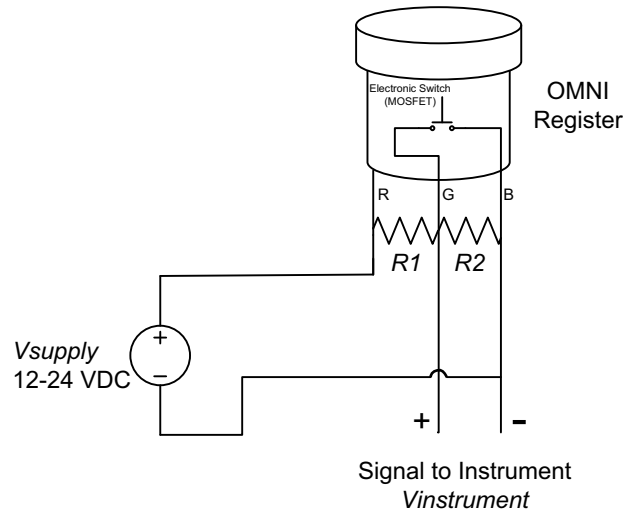 Electronic Switch
(MOSFET)
OMNI
Register
R G B
R1 R2
+
Vsupply
12-24 VDC
−
+ -
Signal to Instrument
Vinstrument